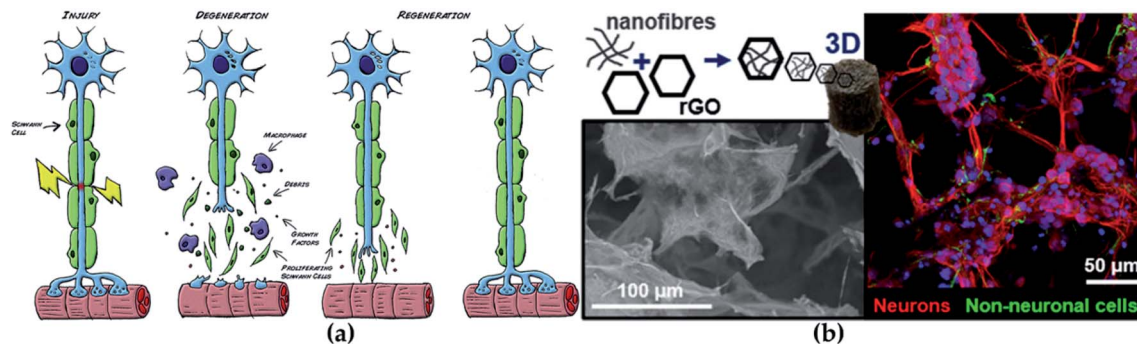 INJURY
DEGENERATION
REGENERATION
SCHWANN
CELL
MACROPHAGE
DEBRIS
GROWTH
FACTORS
PROLIFERATING
SCHWANN CELLS
(a)
nanofibres
+
rGO
3D
100 µm
50 µm
Neurons Non-neuronal cells
(b)